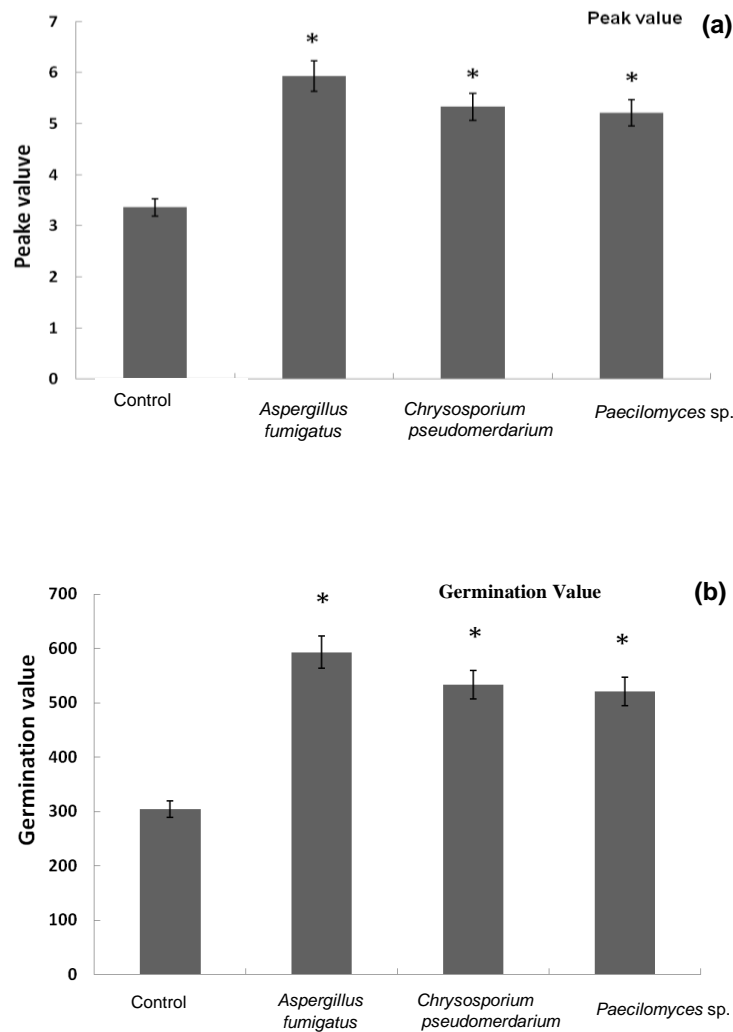 Peak value (a)
7
*
6
*
*
5
4
3
2
1
0
Peake valuve
Control
Aspergillus
fumigatus
Chrysosporium
pseudomerdarium
Paecilomyces sp.
700
Germination Value (b)
*
600
*
*
500
400
300
200
100
0
Germination value
Control
Aspergillus
fumigatus
Chrysosporium
pseudomerdarium
Paecilomyces sp.